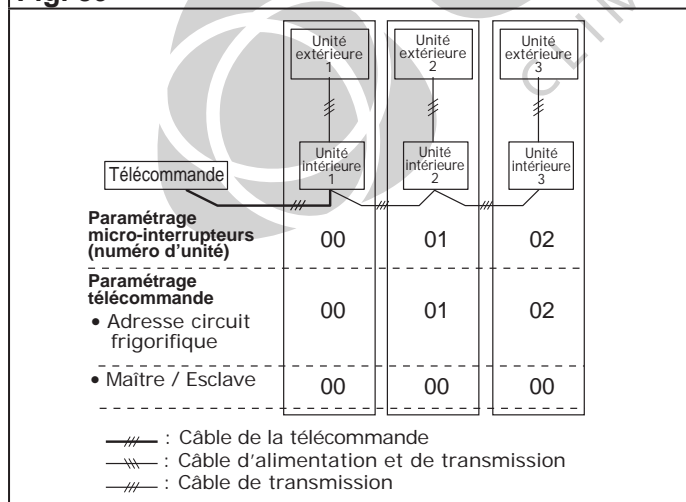 Unité extérieure 1
Unité extérieure 2
Unité extérieure 3
Télécommande
Unité intérieure 1
Unité intérieure 2
Unité intérieure 3
Paramétrage
micro-interrupteurs
(numéro d'unité)
00 01 02
Paramétrage
télécommande
• Adresse circuit
frigorifique
00 01 02
• Maître / Esclave 00 00 00
: Câble de la télécommande
: Câble d'alimentation et de transmission
: Câble de transmission